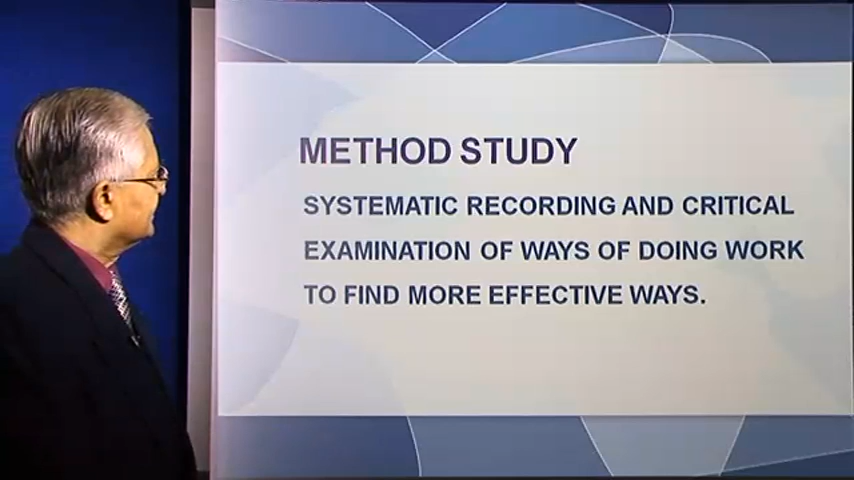 METHOD STUDY
SYSTEMATIC RECORDING AND CRITICAL
EXAMINATION OF WAYS OF DOING WORK
TO FIND MORE EFFECTIVE WAYS.